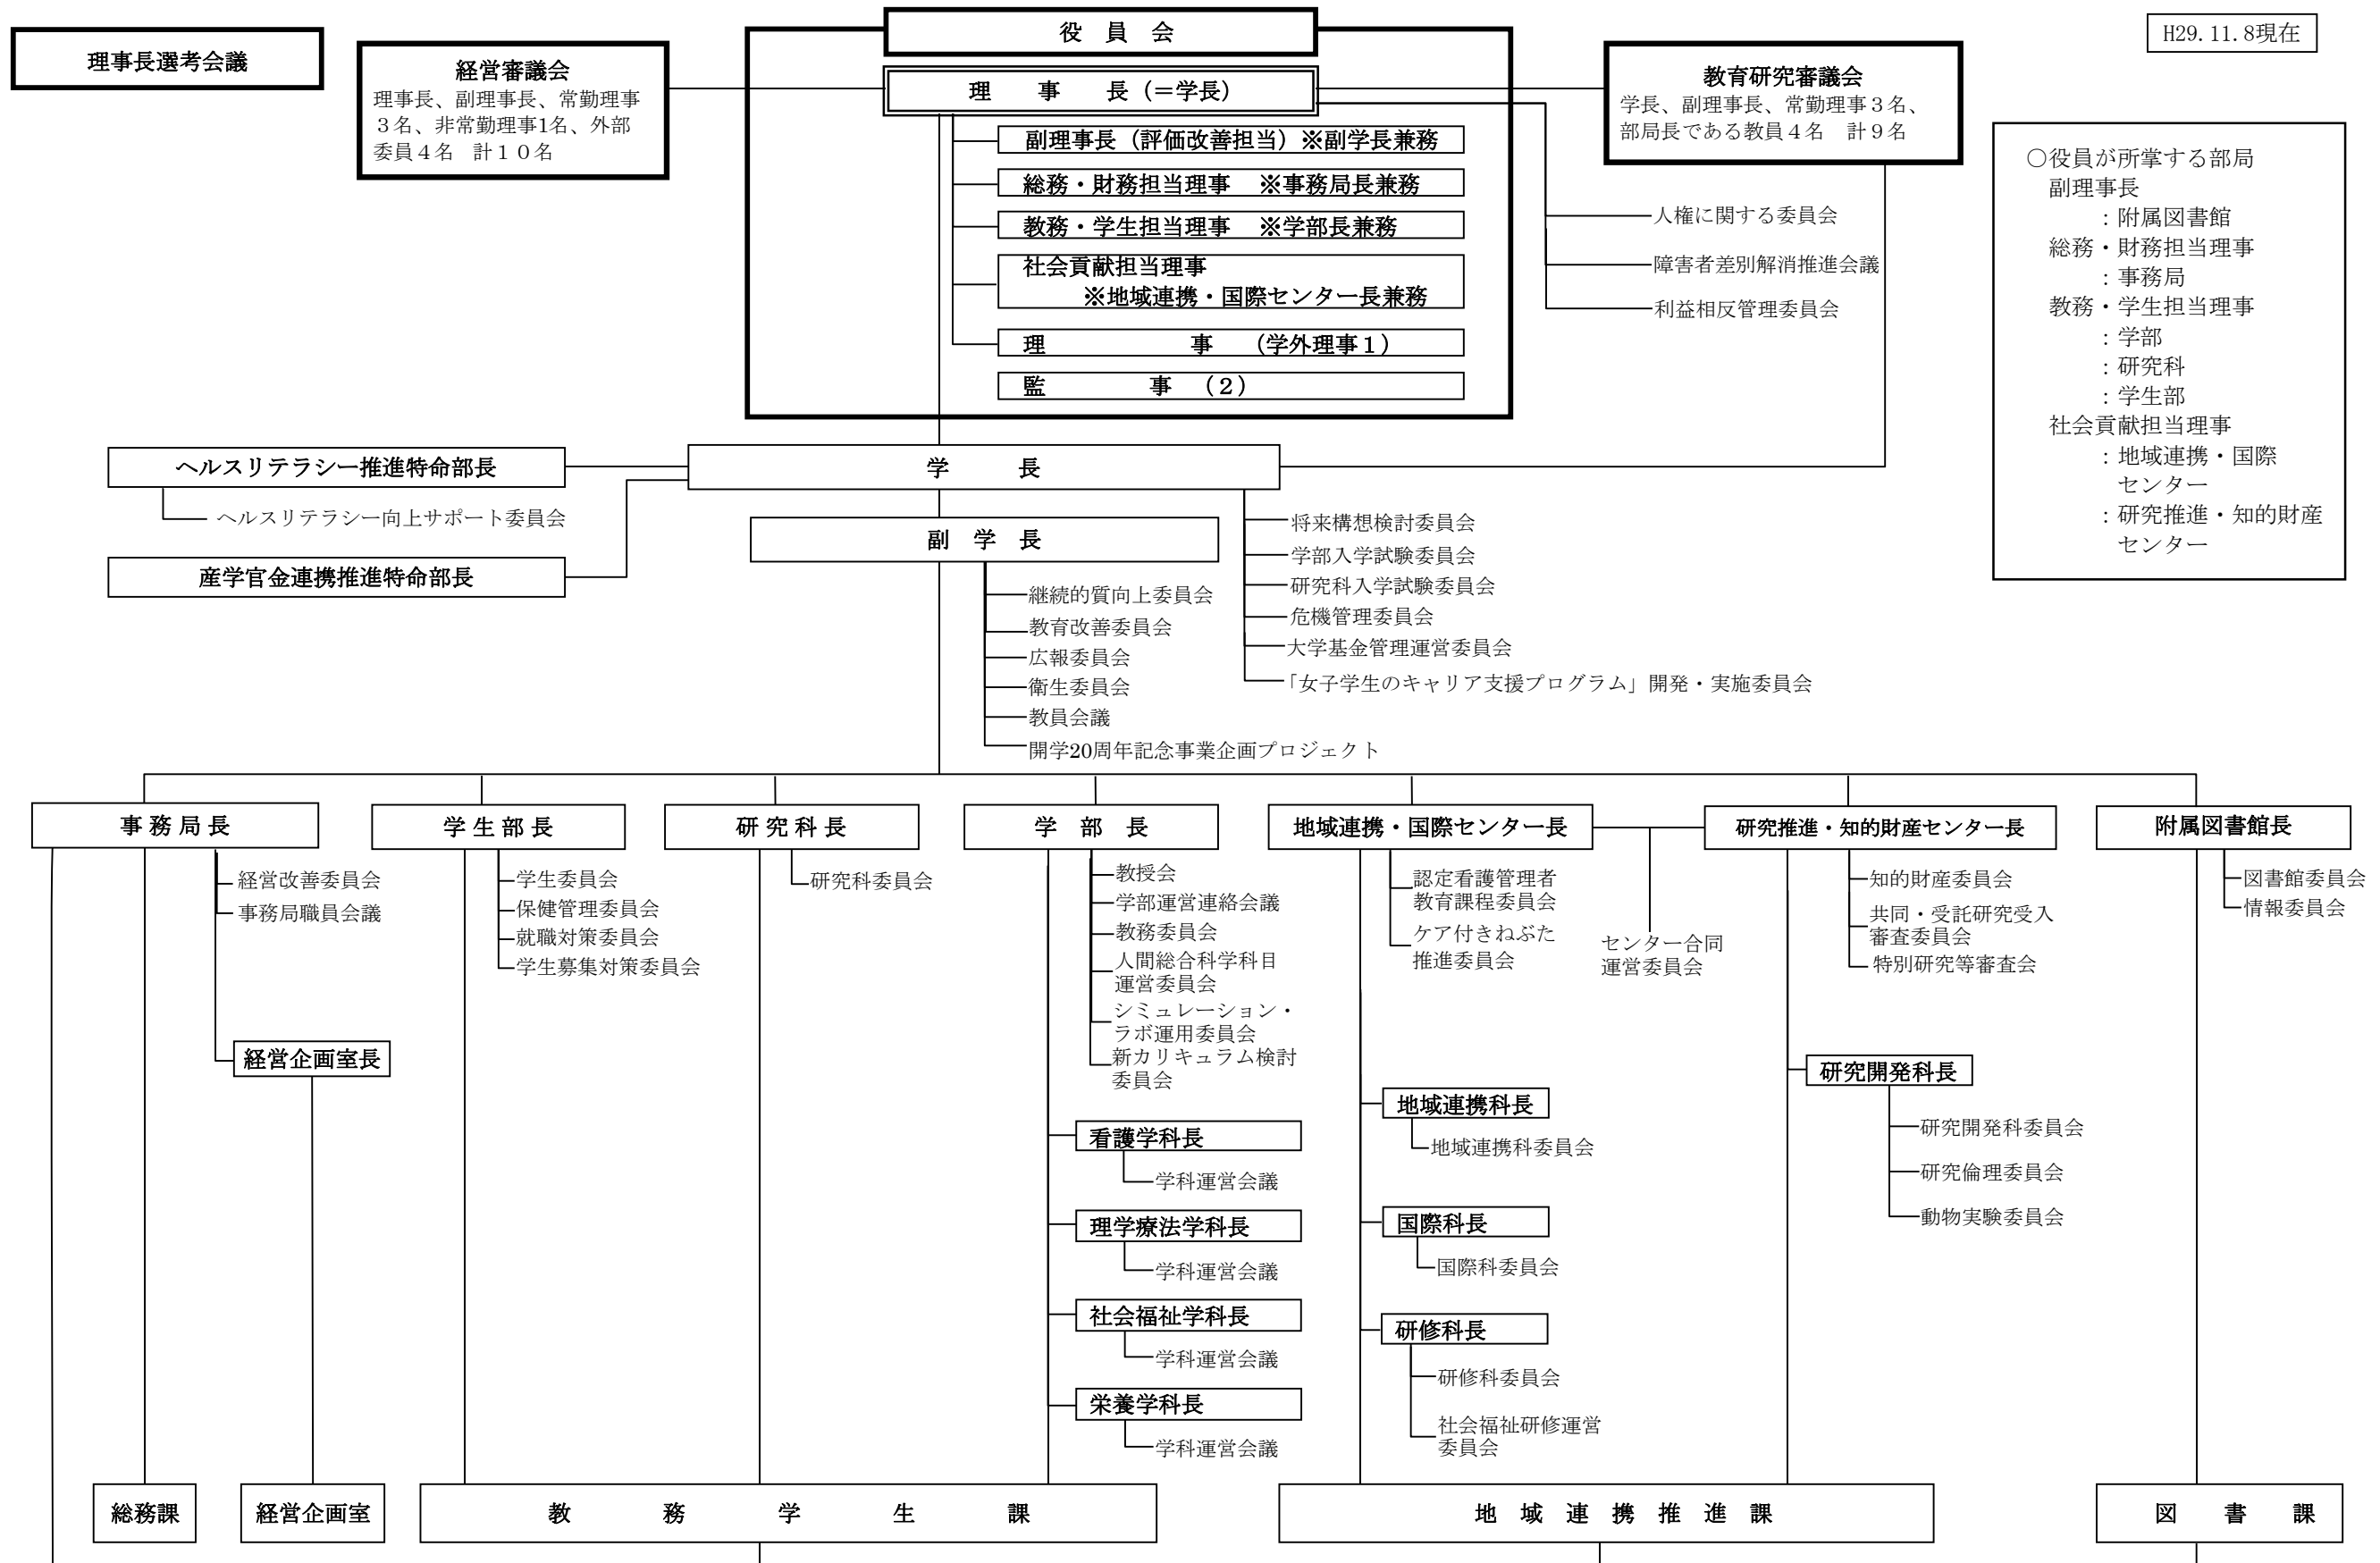 役　員　会
H29.11.8現在
理事長選考会議
経営審議会
理事長、副理事長、常勤理事
３名、非常勤理事1名、外部
委員４名　計１０名
理　　事　　長（＝学長）
教育研究審議会
学長、副理事長、常勤理事３名、
部局長である教員４名　計９名
副理事長（評価改善担当）※副学長兼務
総務・財務担当理事　※事務局長兼務
教務・学生担当理事　※学部長兼務
社会貢献担当理事
※地域連携・国際センター長兼務
理　　　　　　事　（学外理事１）
監　　　　　事　（２）
人権に関する委員会
障害者差別解消推進会議
利益相反管理委員会
○役員が所掌する部局
副理事長
：附属図書館
総務・財務担当理事
：事務局
教務・学生担当理事
：学部
：研究科
：学生部
社会貢献担当理事
：地域連携・国際
センター
：研究推進・知的財産
センター
ヘルスリテラシー推進特命部長
ヘルスリテラシー向上サポート委員会
産学官金連携推進特命部長
学　　　長
副　学　長
将来構想検討委員会
学部入学試験委員会
研究科入学試験委員会
危機管理委員会
大学基金管理運営委員会
「女子学生のキャリア支援プログラム」開発・実施委員会
継続的質向上委員会
教育改善委員会
広報委員会
衛生委員会
教員会議
開学20周年記念事業企画プロジェクト
事 務 局 長
経営改善委員会
事務局職員会議
経営企画室長
学 生 部 長
学生委員会
保健管理委員会
就職対策委員会
学生募集対策委員会
研 究 科 長
研究科委員会
学　部　長
教授会
学部運営連絡会議
教務委員会
人間総合科学科目
運営委員会
シミュレーション・
ラボ運用委員会
新カリキュラム検討
委員会
看護学科長
学科運営会議
理学療法学科長
学科運営会議
社会福祉学科長
学科運営会議
栄養学科長
学科運営会議
地域連携・国際センター長
認定看護管理者
教育課程委員会
ケア付きねぶた
推進委員会
センター合同
運営委員会
地域連携科長
地域連携科委員会
国際科長
国際科委員会
研修科長
研修科委員会
社会福祉研修運営
委員会
研究推進・知的財産センター長
知的財産委員会
共同・受託研究受入
審査委員会
特別研究等審査会
研究開発科長
研究開発科委員会
研究倫理委員会
動物実験委員会
附属図書館長
図書館委員会
情報委員会
総務課
経営企画室
教　　務　　学　　生　　課
地　域　連　携　推　進　課
図　書　課